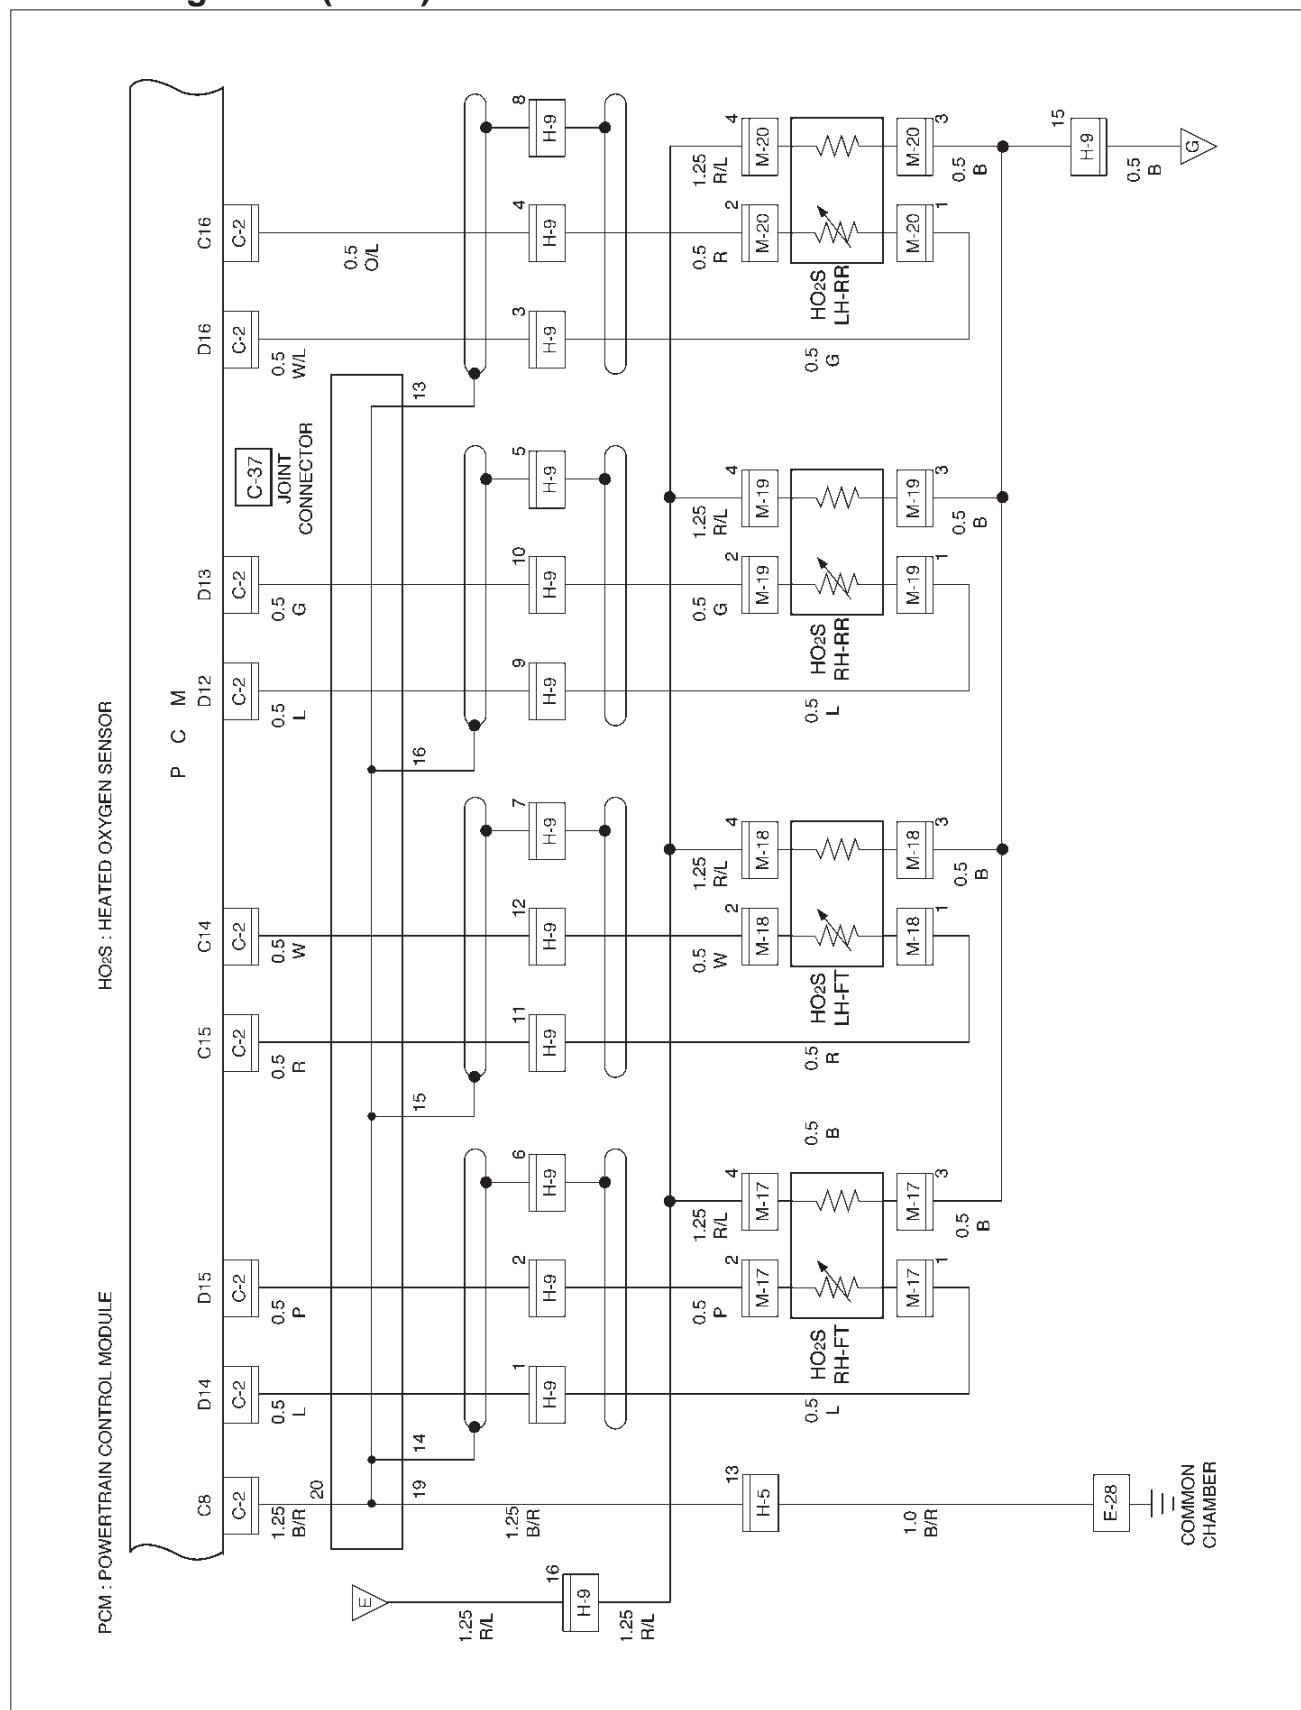 PCM : POWERTRAIN CONTROL MODULE
HO2S : HEATED OXYGEN SENSOR
P C M
C8
D14
D15
C15
C14
D12
D13
D16
C16
C-2
C-2
C-2
C-2
C-2
C-2
C-2
C-2
C-2
1.25
B/R
0.5
L
0.5
P
0.5
R
0.5
W
0.5
L
0.5
G
C-37
JOINT
CONNECTOR
0.5
W/L
0.5
O/L
E
20
19
14
15
16
13
1.25
R/L
1.25
B/R
16
H-9
1
H-9
2
H-9
6
H-9
11
H-9
12
H-9
7
H-9
9
H-9
10
H-9
5
H-9
3
H-9
4
H-9
8
H-9
1.25
R/L
0.5
P
1.25
R/L
0.5
W
1.25
R/L
0.5
G
1.25
R/L
0.5
R
1.25
R/L
13
H-5
2
M-17
4
M-17
2
M-18
4
M-18
2
M-19
4
M-19
2
M-20
4
M-20
0.5
L
HO2S
RH-FT
0.5
B
0.5
R
HO2S
LH-FT
0.5
L
HO2S
RH-RR
0.5
G
HO2S
LH-RR
1.0
B/R
M-17
1
M-17
3
M-18
1
M-18
3
M-19
1
M-19
3
M-20
1
M-20
3
0.5
B
0.5
B
0.5
B
0.5
B
15
H-9
E-28
0.5
B
COMMON
CHAMBER
G